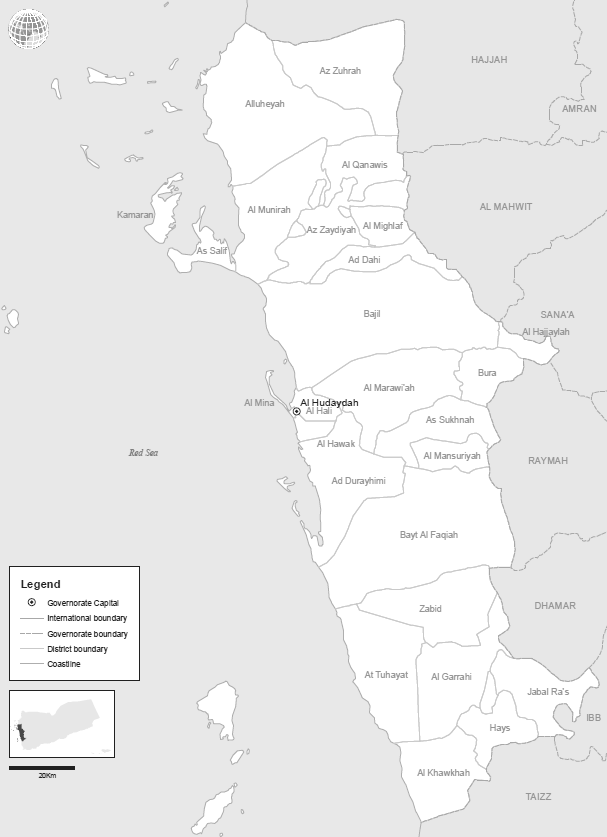 HAJJAH
Az Zuhrah
Alluheyah
AMRAN
Al Qanawis
AL MAHWIT
Kamaran
Al Munirah
Az Zaydiyah
Al Mighlaf
As Salif
Ad Dahi
Bajil
SANA'A
Al Hajjaylah
Bura
Al Marawi'ah
Al Mina
Al Hudaydah
Al Hali
As Sukhnah
Al Hawak
Al Mansuriyah
Red Sea
RAYMAH
Ad Durayhimi
Bayt Al Faqiah
Legend
Governorate Capital
International boundary
Governorate boundary
District boundary
Coastline
Zabid
DHAMAR
At Tuhayat
Al Garrahi
Jabal Ra's
IBB
Hays
Al Khawkhah
20Km
TAIZZ